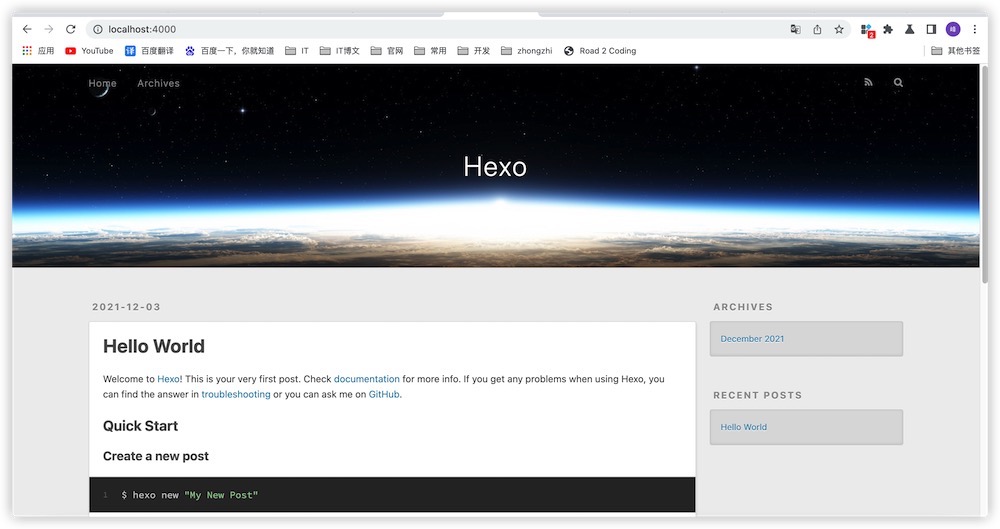 localhost:4000
2
峰
应用 YouTube 译 百度翻译 百度一下，你就知道 IT IT博文 官网 常用 开发 zhongzhi Road 2 Coding 其他书签
Home Archives
Hexo
2021-12-03
Hello World
Welcome to Hexo! This is your very first post. Check documentation for more info. If you get any problems when using Hexo, you
can find the answer in troubleshooting or you can ask me on GitHub.
Quick Start
Create a new post
1 $ hexo new "My New Post"
ARCHIVES
December 2021
RECENT POSTS
Hello World